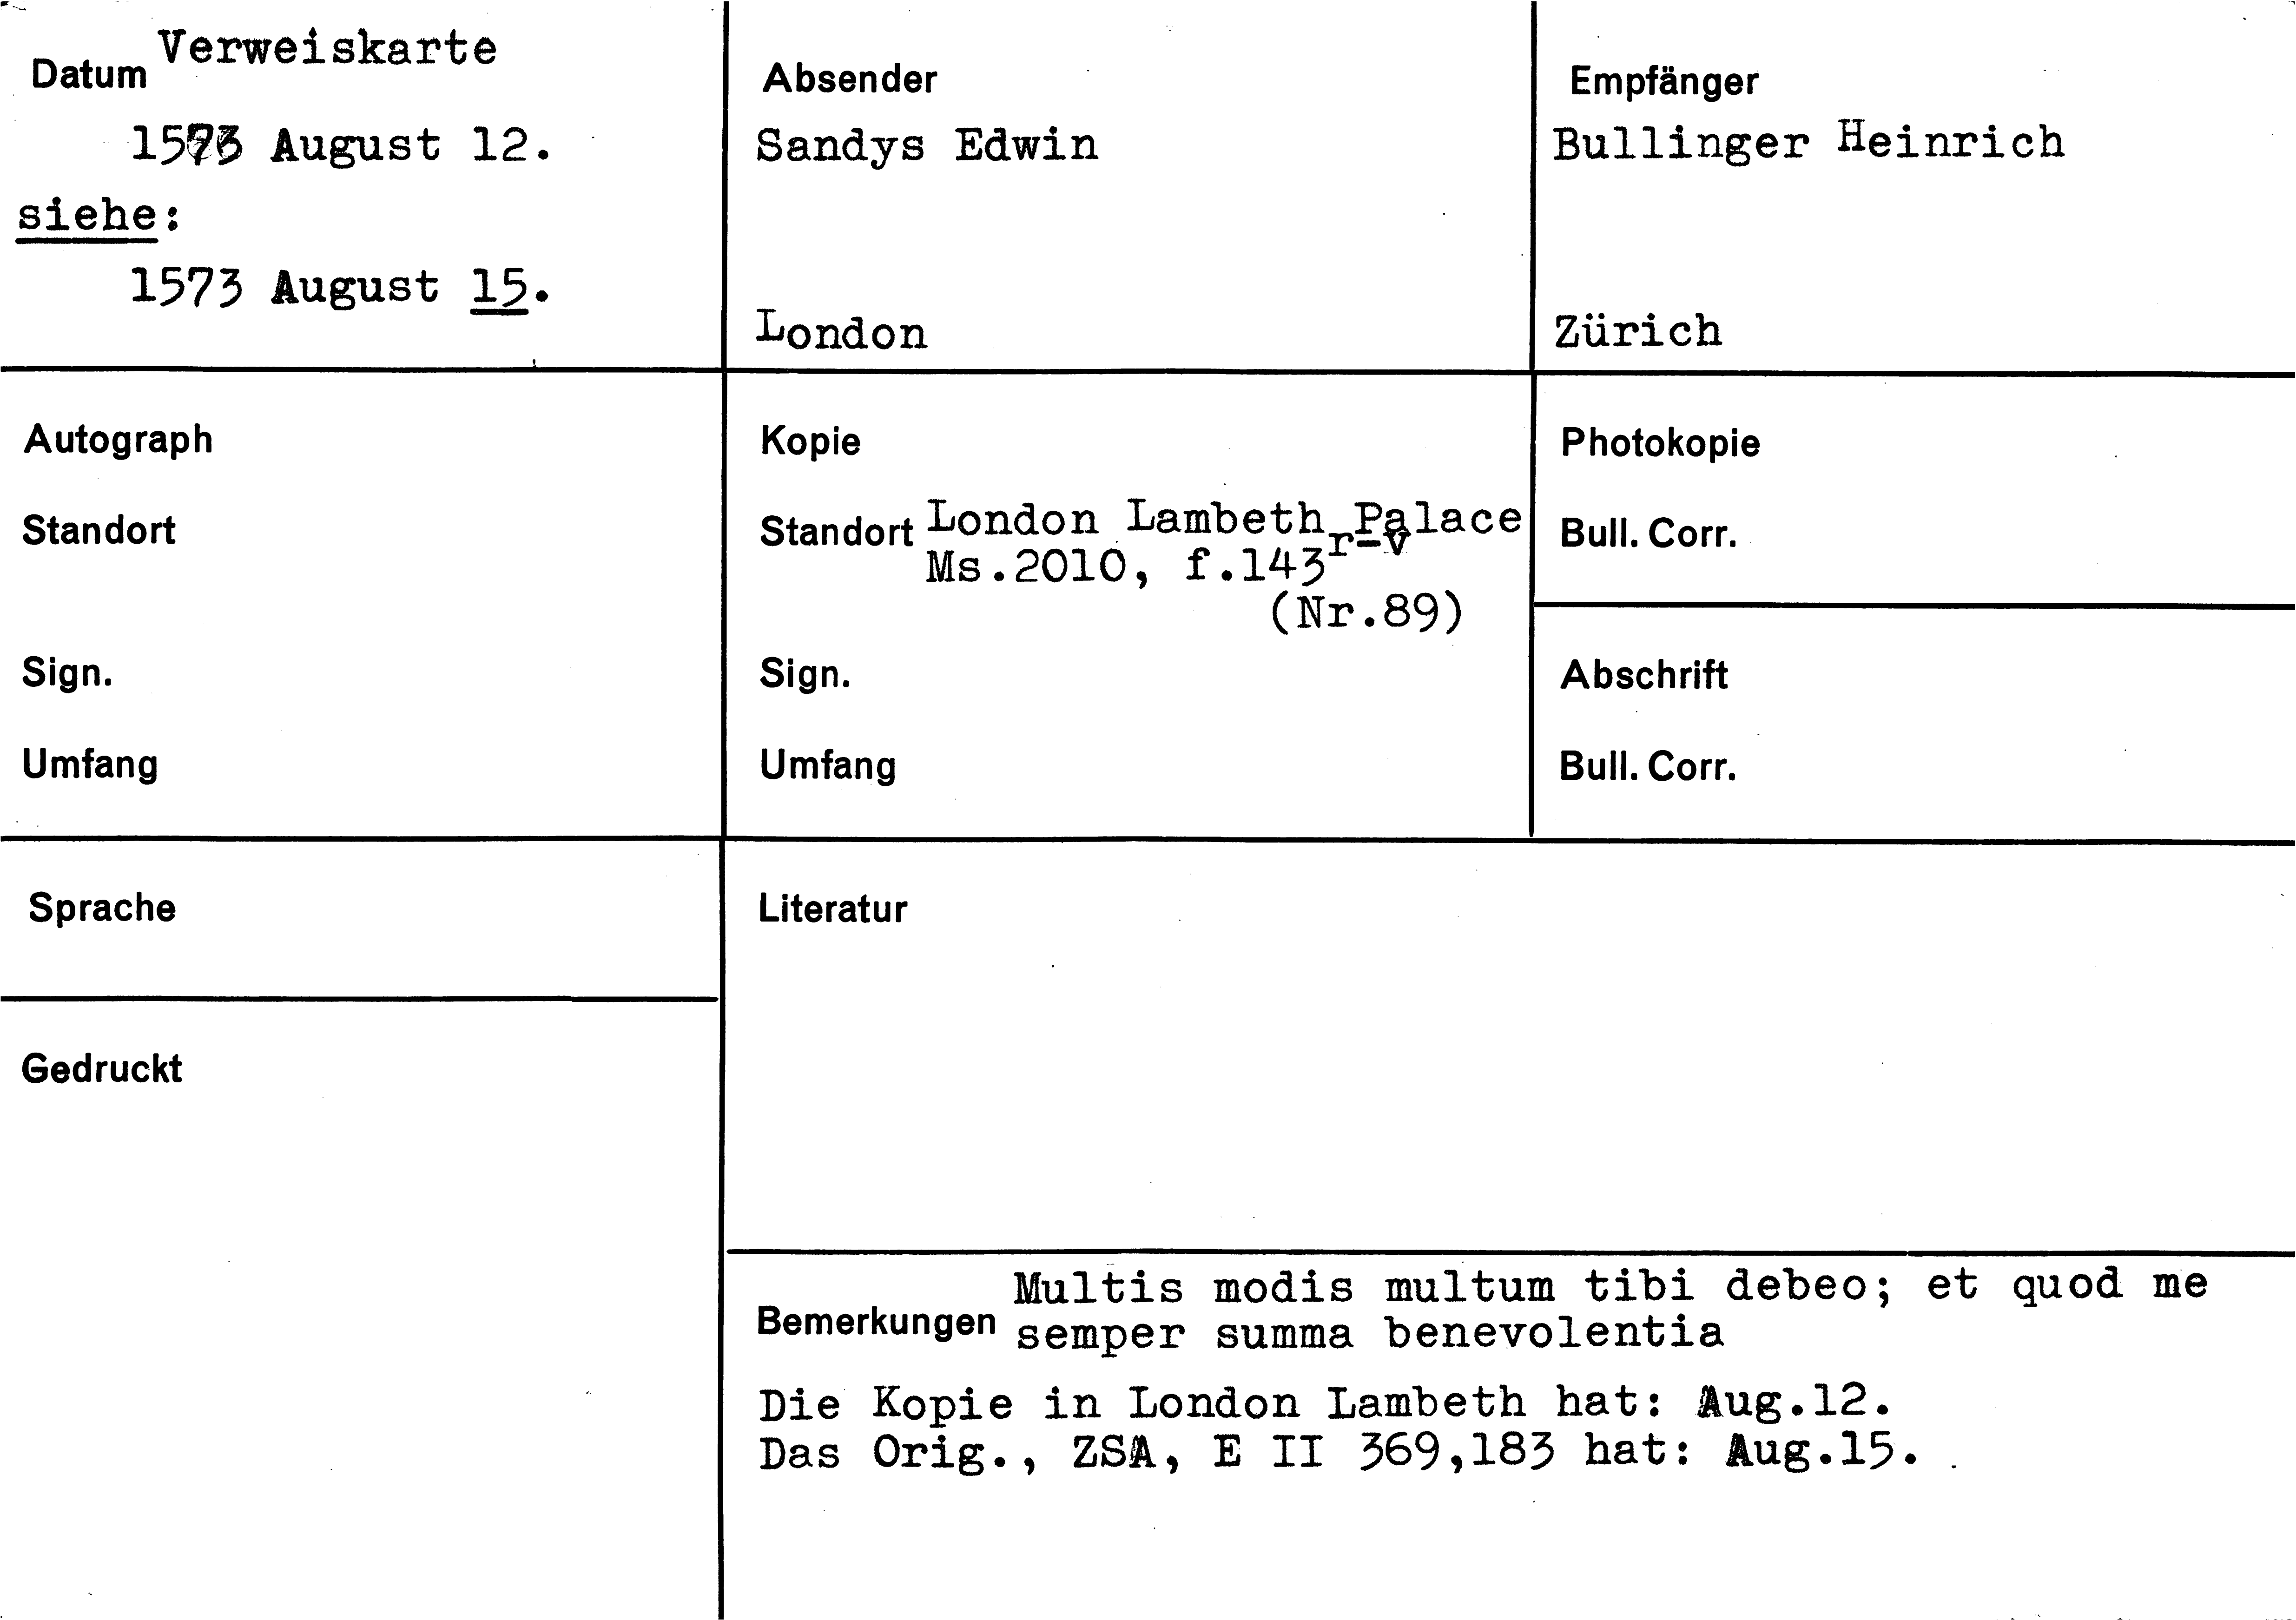 Verweiskarte
Datum
1573 August 12.
siehe:
1573 August 15.
Absender
Sandys Edwin
London
Empfänger
Bullinger Heinrich
Zürich
Autograph
Standort
Sign.
Umfang
Kopie
Standort London Lambeth Palace
Ms.2010, f.143r-v
(Nr.89)
Sign.
Umfang
Photokopie
Bull. Corr.
Abschrift
Bull. Corr.
Sprache
Gedruckt
Literatur
Bemerkungen Multis modis multum tibi debeo; et quod me
semper summa benevolentia
Die Kopie in London Lambeth hat: Aug.12.
Das Orig., ZSA, E II 369,183 hat: Aug.15.